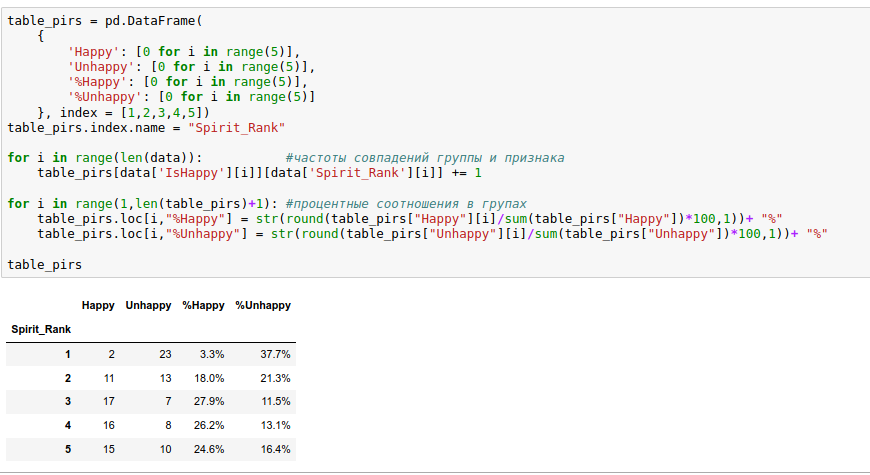 table_pirs = pd.DataFrame(
    {
        'Happy': [0 for i in range(5)],
        'Unhappy': [0 for i in range(5)],
        '%Happy': [0 for i in range(5)],
        '%Unhappy': [0 for i in range(5)]
    }, index = [1,2,3,4,5])
table_pirs.index.name = "Spirit_Rank"
for i in range(len(data)):           #частоты совпадений группы и признака
    table_pirs[data['IsHappy'][i]][data['Spirit_Rank'][i]] += 1
for i in range(1,len(table_pirs)+1): #процентные соотношения в групах
    table_pirs.loc[i,"%Happy"] = str(round(table_pirs["Happy"][i]/sum(table_pirs["Happy"])*100,1))+ "%"
    table_pirs.loc[i,"%Unhappy"] = str(round(table_pirs["Unhappy"][i]/sum(table_pirs["Unhappy"])*100,1))+ "%"
table_pirs
Happy Unhappy %Happy %Unhappy
Spirit_Rank
1 2 23 3.3% 37.7%
2 11 13 18.0% 21.3%
3 17 7 27.9% 11.5%
4 16 8 26.2% 13.1%
5 15 10 24.6% 16.4%